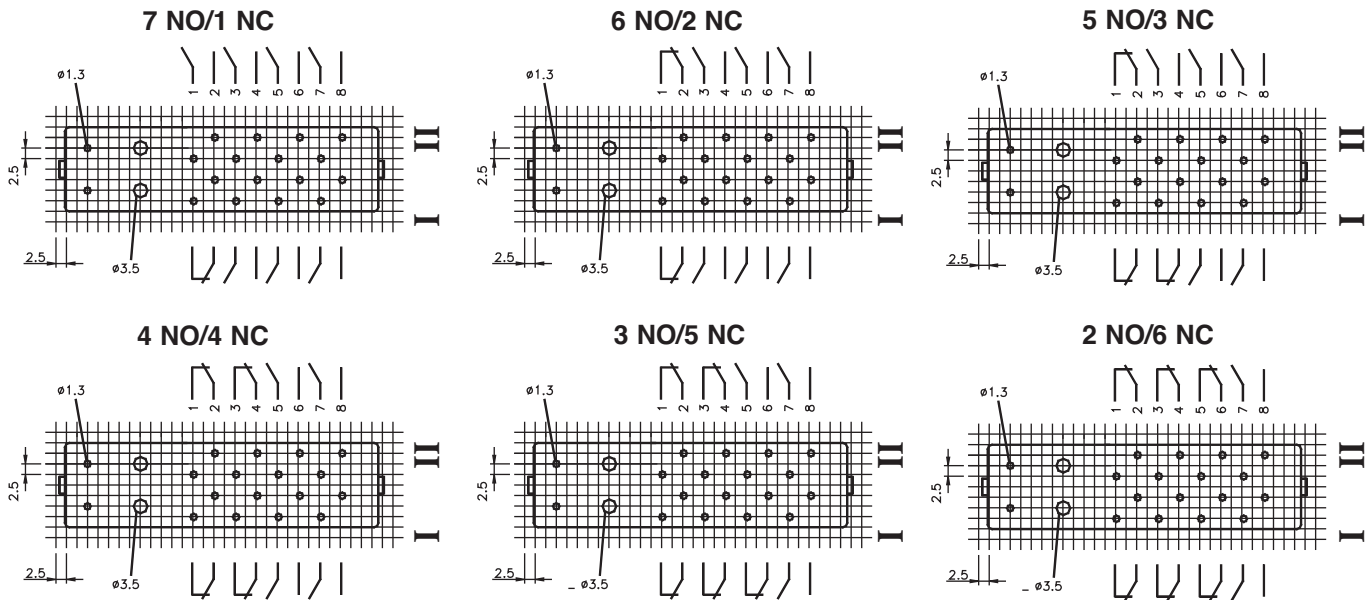 7 NO/1 NC
ø1.3
1 2 3 4 5 6 7 8
2.5
II
I
2.5
ø3.5
6 NO/2 NC
ø1.3
1 2 3 4 5 6 7 8
2.5
II
I
2.5
ø3.5
5 NO/3 NC
ø1.3
1 2 3 4 5 6 7 8
2.5
II
I
2.5
ø3.5
4 NO/4 NC
ø1.3
1 2 3 4 5 6 7 8
2.5
II
I
2.5
ø3.5
3 NO/5 NC
ø1.3
1 2 3 4 5 6 7 8
2.5
II
I
2.5
_ ø3.5
2 NO/6 NC
ø1.3
1 2 3 4 5 6 7 8
2.5
II
I
2.5
_ ø3.5